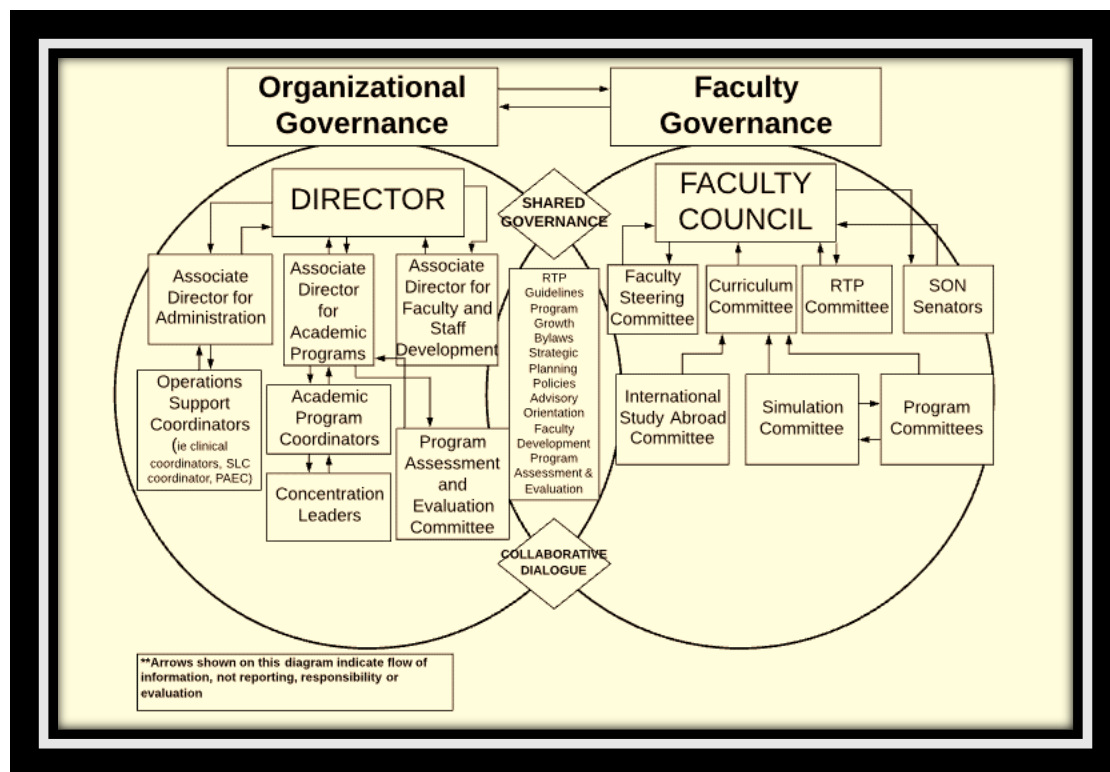 Organizational
Governance
Faculty
Governance
DIRECTOR
SHARED
GOVERNANCE
FACULTY
COUNCIL
Associate
Director for
Administration
Associate
Director
for
Academic
Programs
Associate
Director for
Faculty and
Staff
Development
RTP
Guidelines
Program
Growth
Bylaws
Strategic
Planning
Policies
Advisory
Orientation
Faculty
Development
Program
Assessment &
Evaluation
Faculty
Steering
Committee
Curriculum
Committee
RTP
Committee
SON
Senators
Operations
Support
Coordinators
(ie clinical
coordinators, SLC
coordinator, PAEC)
Academic
Program
Coordinators
Program
Assessment
and
Evaluation
Committee
Concentration
Leaders
International
Study Abroad
Committee
Simulation
Committee
Program
Committees
COLLABORATIVE
DIALOGUE
**Arrows shown on this diagram indicate flow of
information, not reporting, responsibility or
evaluation